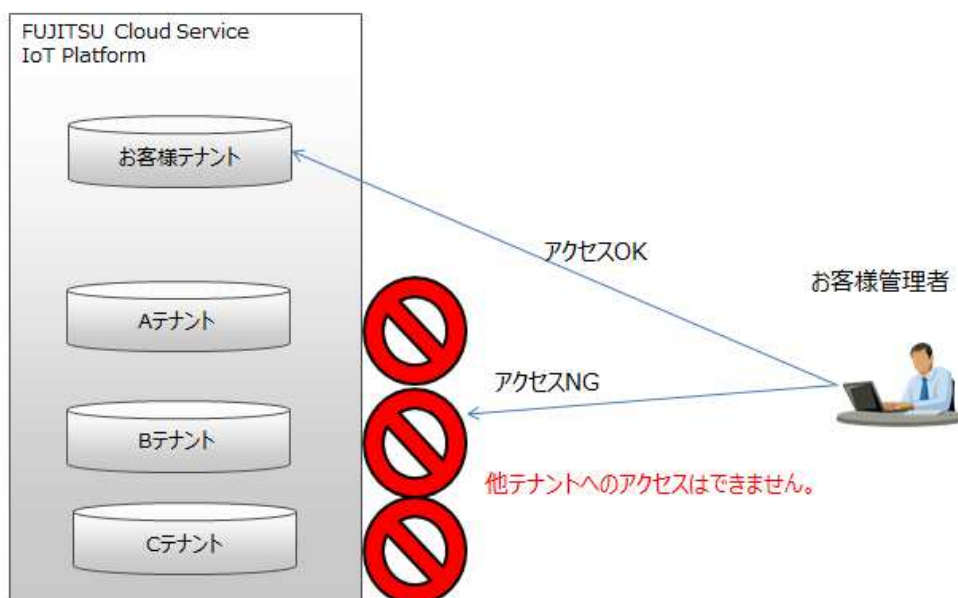 FUJITSU Cloud Service
IoT Platform
お客様テナント
アクセスOK
お客様管理者
Aテナント
アクセスNG
Bテナント
他テナントへのアクセスはできません。
Cテナント